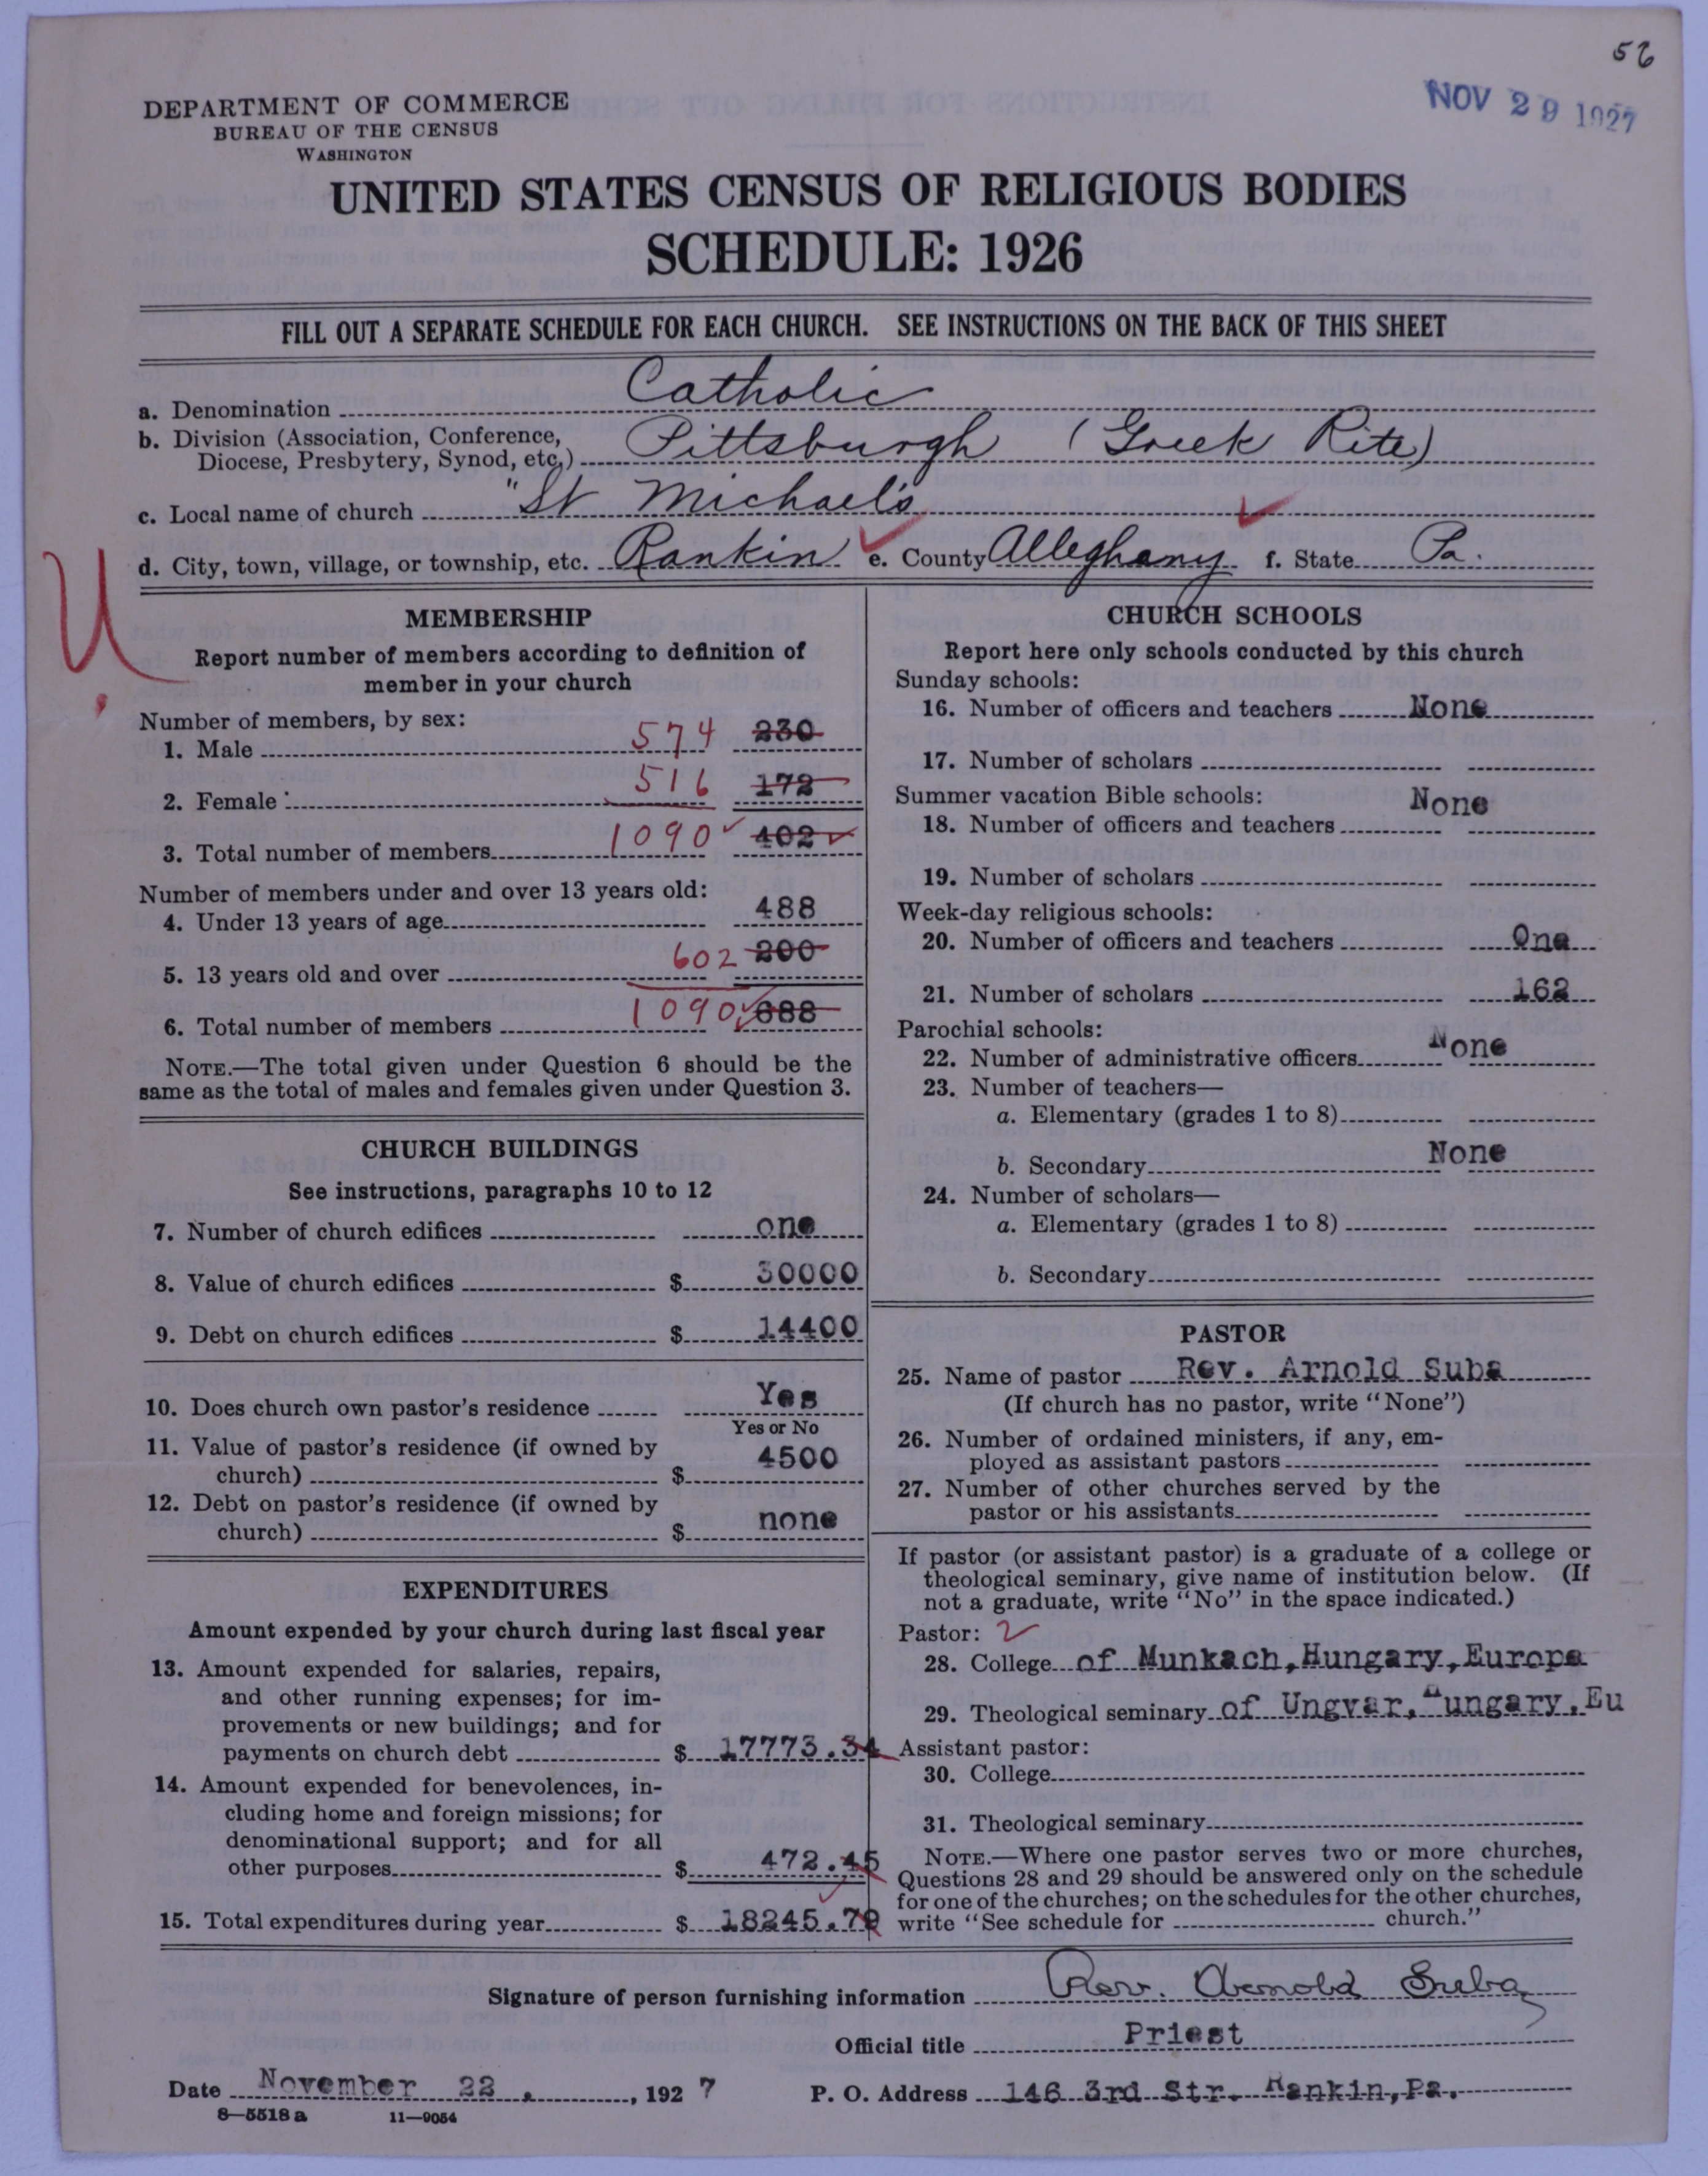 56
NOV 29 1927
DEPARTMENT OF COMMERCE
BUREAU OF THE CENSUS
WASHINGTON
UNITED STATES CENSUS OF RELIGIOUS BODIES
SCHEDULE: 1926
FILL OUT A SEPARATE SCHEDULE FOR EACH CHURCH. SEE INSTRUCTIONS ON THE BACK OF THIS SHEET
a. Denomination Catholic
b. Division (Association, Conference,
Diocese, Presbytery, Synod, etc.) Pittsburgh (Greek Rite)
c. Local name of church "St Michael's
d. City, town, village, or township, etc. Rankin e. County Alleghany f. State Pa.
U
MEMBERSHIP
Report number of members according to definition of
member in your church
Number of members, by sex:
1. Male 574 230
2. Female 516 172
3. Total number of members 1090 402
Number of members under and over 13 years old:
4. Under 13 years of age 488
5. 13 years old and over 602 200
6. Total number of members 1090 688
NOTE.—The total given under Question 6 should be the
same as the total of males and females given under Question 3.
CHURCH BUILDINGS
See instructions, paragraphs 10 to 12
7. Number of church edifices one
8. Value of church edifices $ 30000
9. Debt on church edifices $ 14400
10. Does church own pastor's residence Yes
Yes or No
11. Value of pastor's residence (if owned by
church) $ 4500
12. Debt on pastor's residence (if owned by
church) $ none
EXPENDITURES
Amount expended by your church during last fiscal year
13. Amount expended for salaries, repairs,
and other running expenses; for im-
provements or new buildings; and for
payments on church debt $ 17773.34
14. Amount expended for benevolences, in-
cluding home and foreign missions; for
denominational support; and for all
other purposes $ 472.45
15. Total expenditures during year $ 18245.79
CHURCH SCHOOLS
Report here only schools conducted by this church
Sunday schools:
16. Number of officers and teachers None
17. Number of scholars
Summer vacation Bible schools: None
18. Number of officers and teachers
19. Number of scholars
Week-day religious schools:
20. Number of officers and teachers One
21. Number of scholars 162
Parochial schools:
22. Number of administrative officers None
23. Number of teachers—
a. Elementary (grades 1 to 8)
b. Secondary None
24. Number of scholars—
a. Elementary (grades 1 to 8)
b. Secondary
PASTOR
25. Name of pastor Rev. Arnold Suba
(If church has no pastor, write "None")
26. Number of ordained ministers, if any, em-
ployed as assistant pastors
27. Number of other churches served by the
pastor or his assistants
If pastor (or assistant pastor) is a graduate of a college or
theological seminary, give name of institution below. (If
not a graduate, write "No" in the space indicated.)
Pastor: 2
28. College of Munkach, Hungary, Europe
29. Theological seminary of Ungvar, Hungary, Eu
Assistant pastor:
30. College
31. Theological seminary
NOTE.—Where one pastor serves two or more churches,
Questions 28 and 29 should be answered only on the schedule
for one of the churches; on the schedules for the other churches,
write "See schedule for church."
Signature of person furnishing information Rev. Arnold Suba
Official title Priest
Date November 22, , 1927 P. O. Address 146 3rd Str. Rankin, Pa.
8—5518a 11—9054